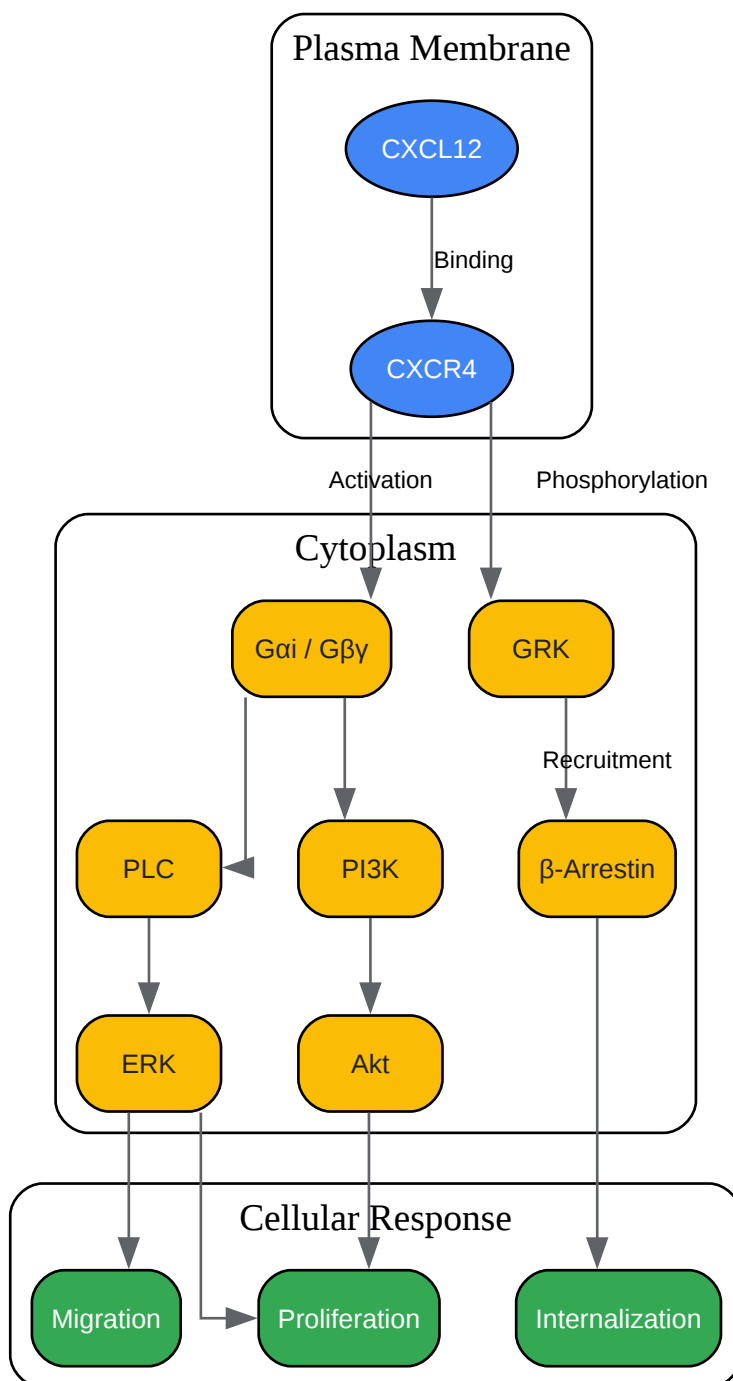 Plasma Membrane
CXCL12
Binding
CXCR4
Activation
Phosphorylation
Cytoplasm
Gαi / Gβγ
GRK
Recruitment
PLC
PI3K
β-Arrestin
ERK
Akt
Cellular Response
Migration
Proliferation
Internalization